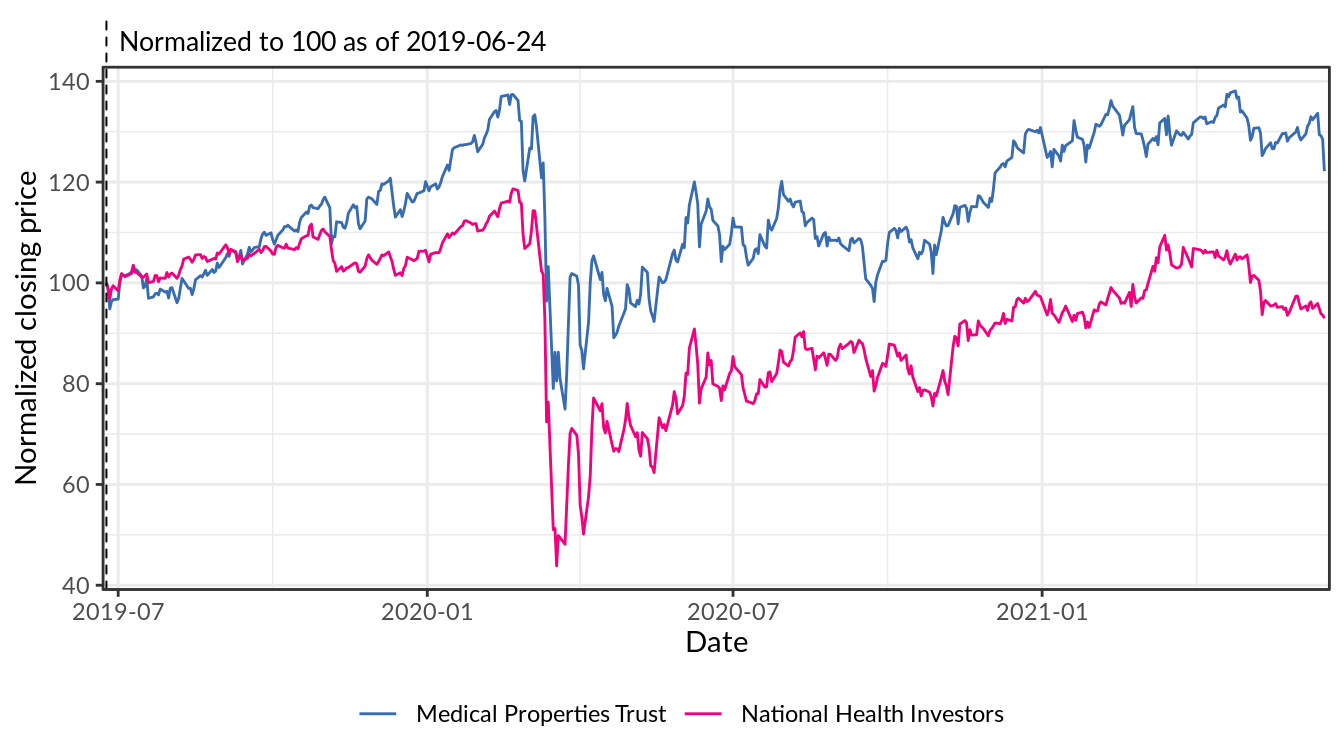 Normalized to 100 as of 2019-06-24
Normalized closing price
140
120
100
80
60
40
2019-07
2020-01
2020-07
2021-01
Date
Medical Properties Trust
National Health Investors